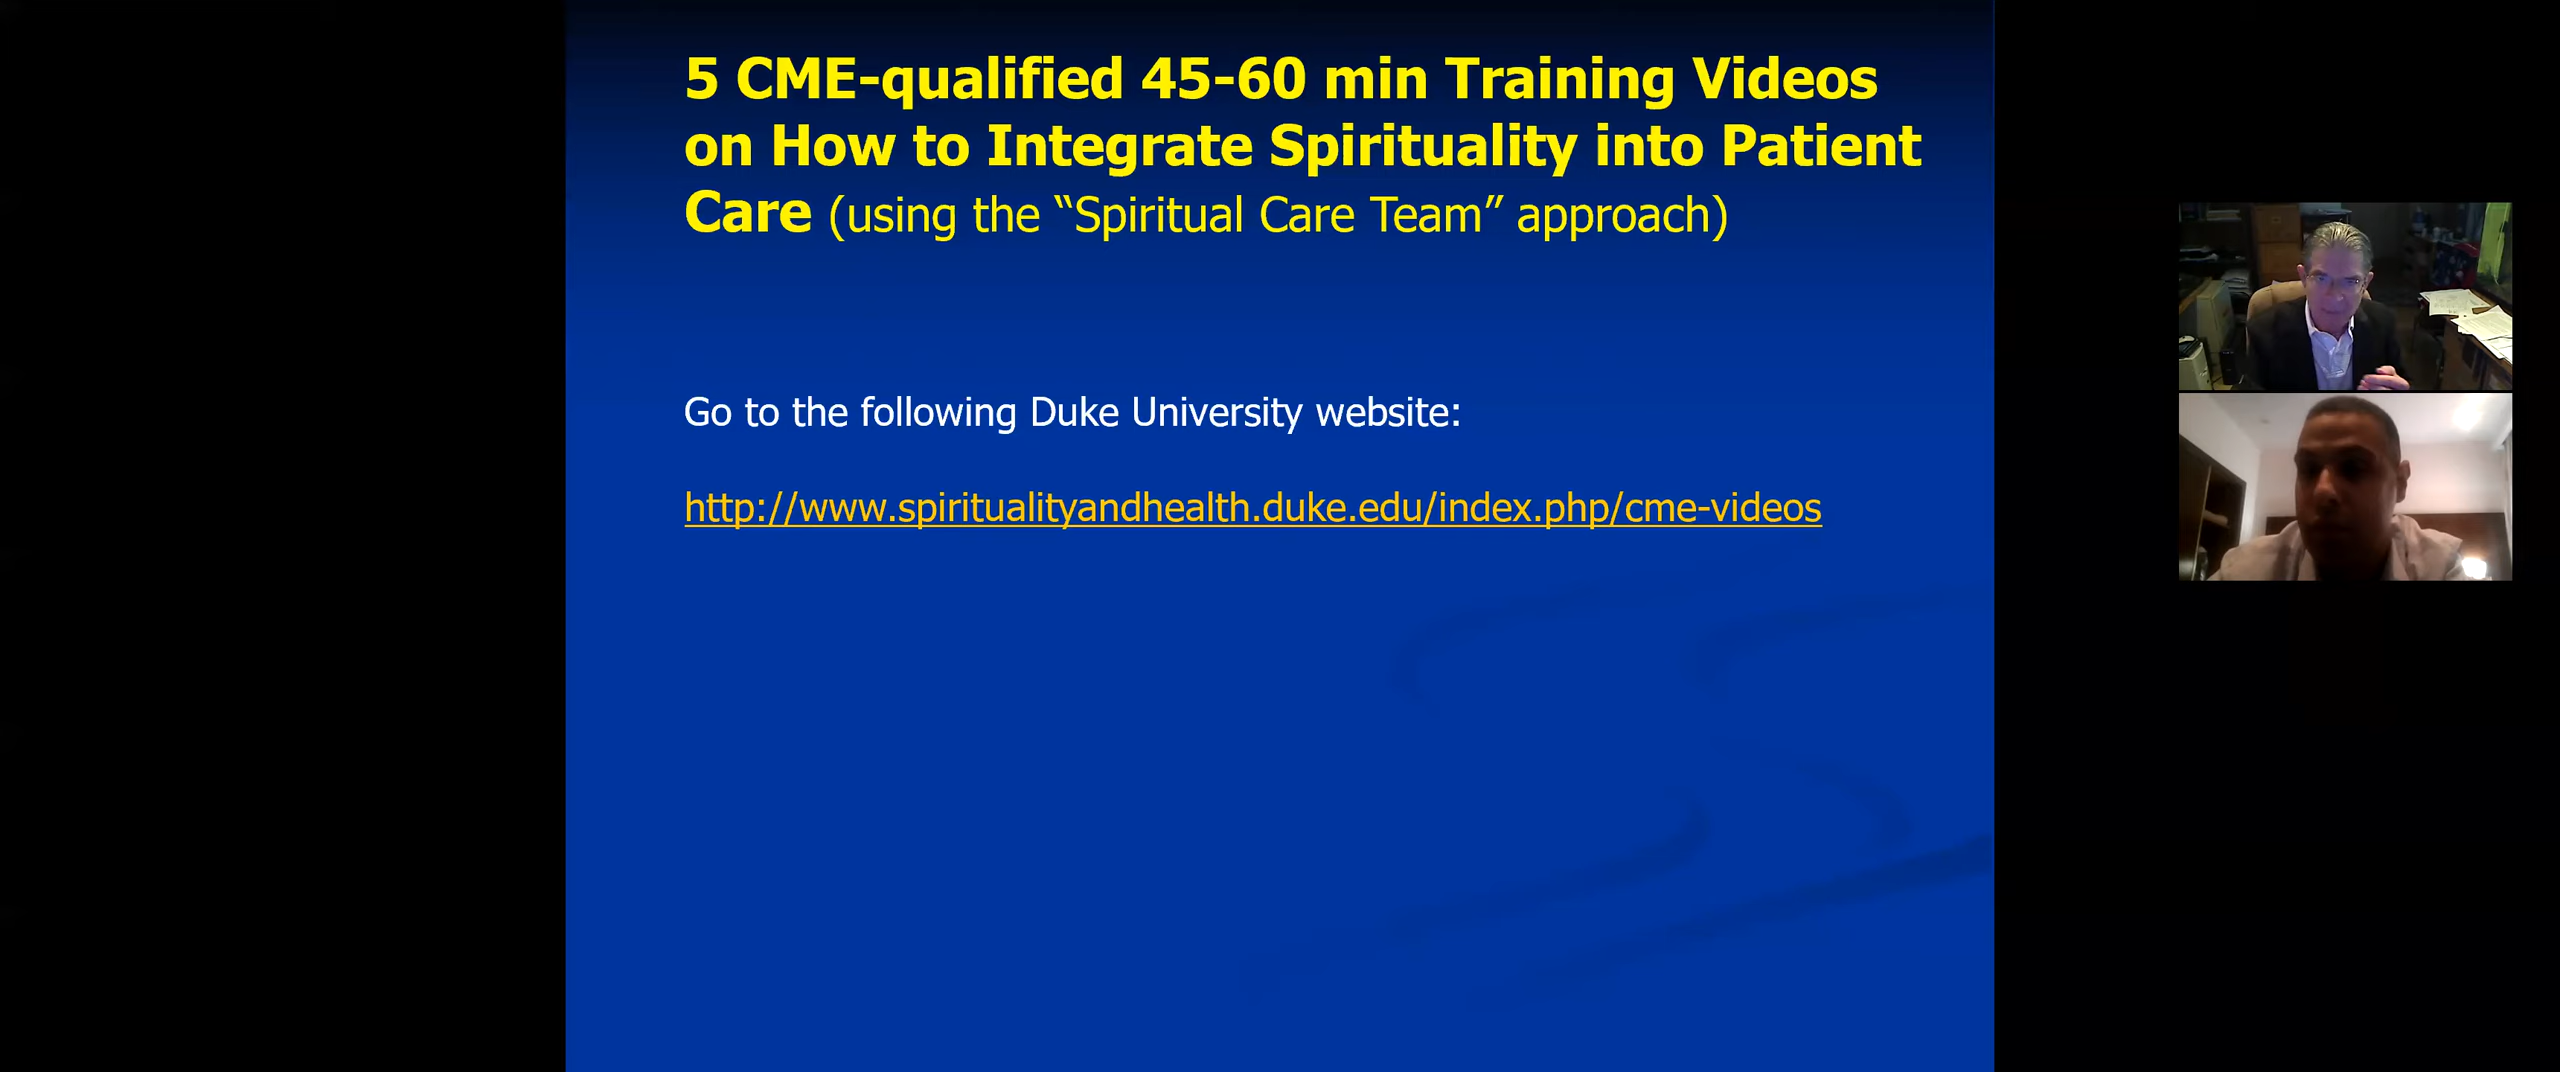 5 CME-qualified 45-60 min Training Videos
on How to Integrate Spirituality into Patient
Care (using the “Spiritual Care Team” approach)
Go to the following Duke University website:
http://www.spiritualityandhealth.duke.edu/index.php/cme-videos